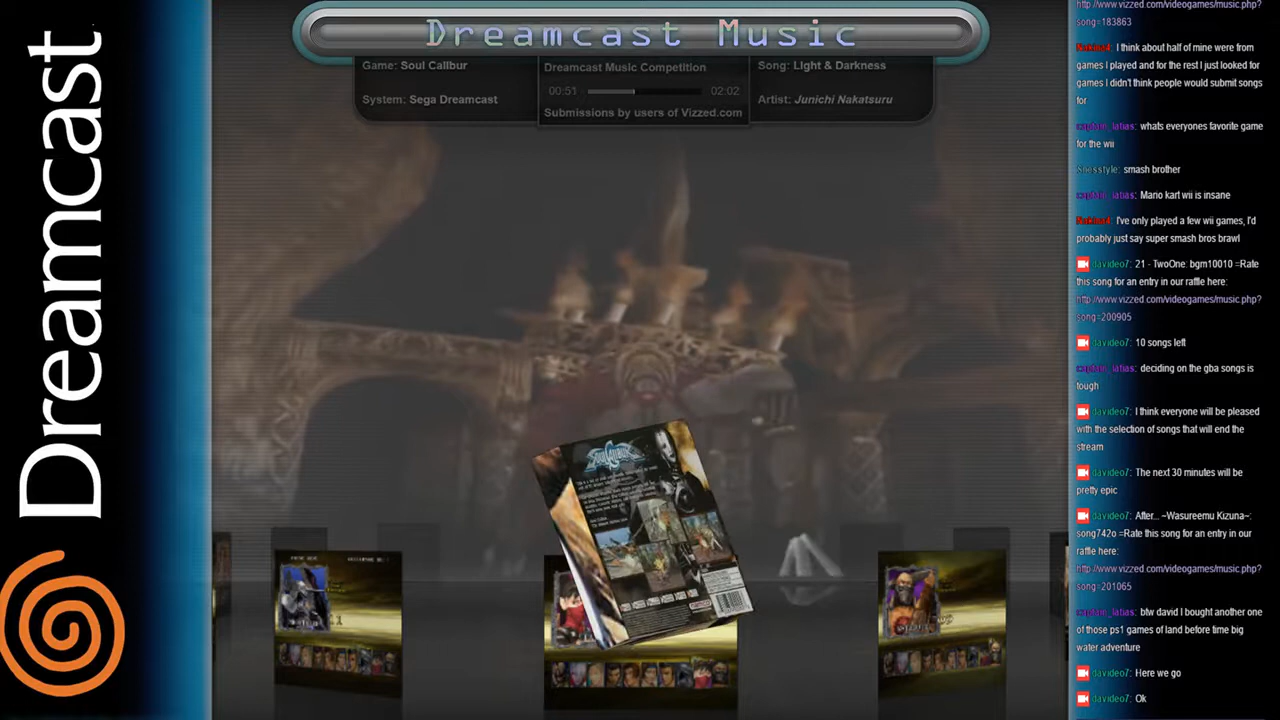 Dreamcast
Dreamcast Music
Game: Soul Calibur
System: Sega Dreamcast
Dreamcast Music Competition
00:51 02:02
Submissions by users of Vizzed.com
Song: Light & Darkness
Artist: Junichi Nakatsuru
SoulCalibur
http://www.vizzed.com/videogames/music.php?
song=183863
Nakina4: I think about half of mine were from
games I played and for the rest I just looked for
games I didn't think people would submit songs
for
captain_latias: whats everyones favorite game
for the wii
Snesstyle: smash brother
captain_latias: Mario kart wii is insane
I've only played a few wii games, I'd
probably just say super smash bros brawl
davideo7: 21 - TwoOne: bgm10010 =Rate
this song for an entry in our raffle here:
http://www.vizzed.com/videogames/music.php?
song=200905
davideo7: 10 songs left
captain_latias: deciding on the gba songs is
tough
davideo7: I think everyone will be pleased
with the selection of songs that will end the
stream
davideo7: The next 30 minutes will be
pretty epic
davideo7: After... ~Wasureemu Kizuna~:
song742o =Rate this song for an entry in our
raffle here:
http://www.vizzed.com/videogames/music.php?
song=201065
captain_latias: btw david I bought another one
of those ps1 games of land before time big
water adventure
davideo7: Here we go
davideo7: Ok